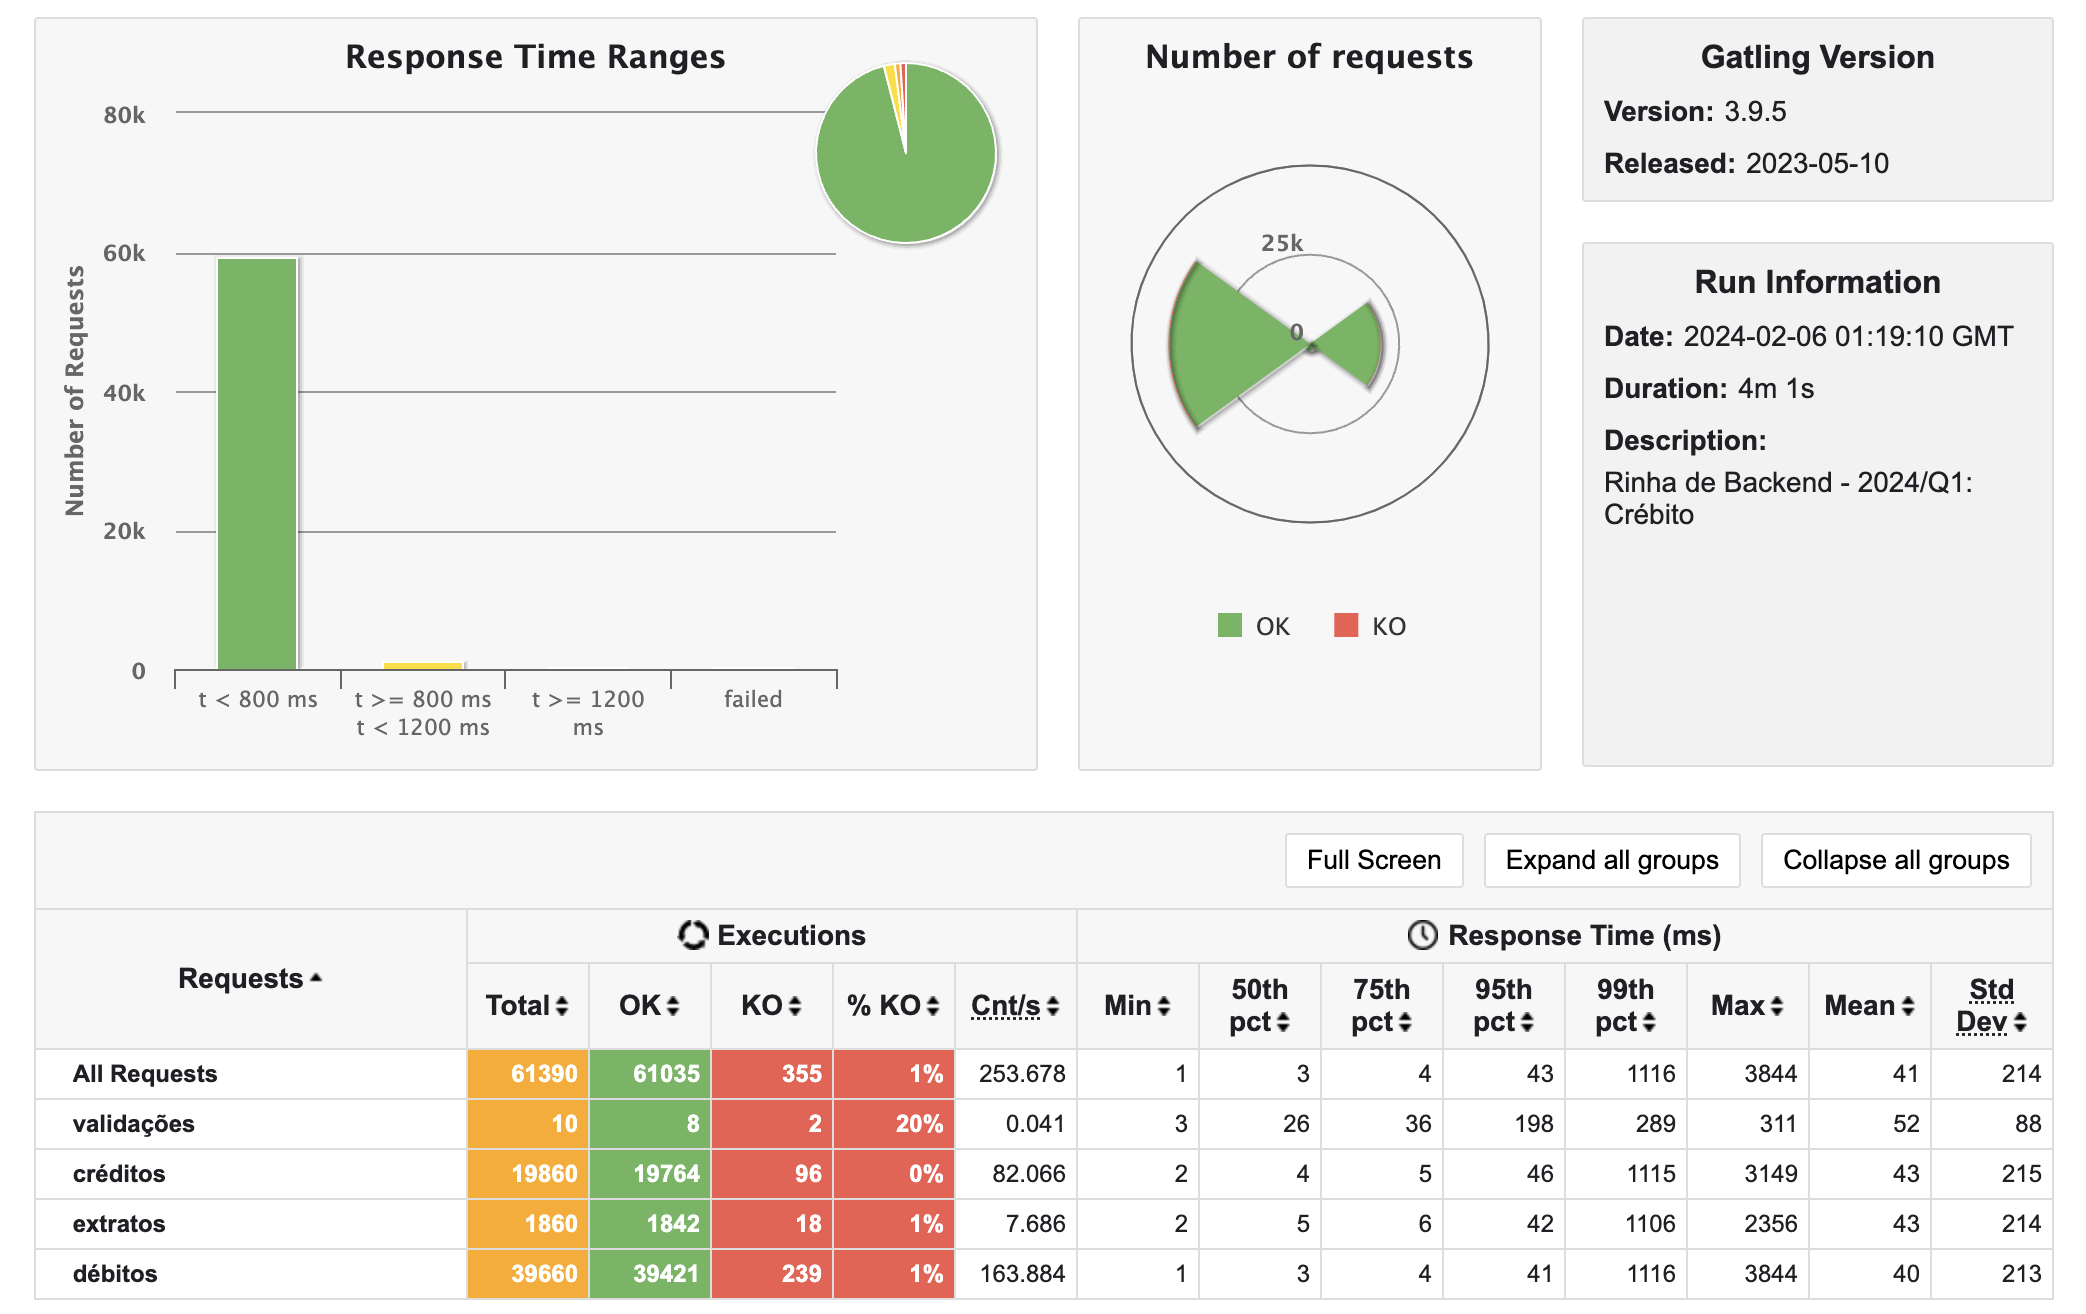 Response Time Ranges
80k
60k
40k
20k
0
Number of Requests
t < 800 ms
t >= 800 ms
t < 1200 ms
t >= 1200
ms
failed
Number of requests
25k
0
OK KO
Gatling Version
Version: 3.9.5
Released: 2023-05-10
Run Information
Date: 2024-02-06 01:19:10 GMT
Duration: 4m 1s
Description:
Rinha de Backend - 2024/Q1:
Crébito
Full Screen Expand all groups Collapse all groups
Requests Executions Response Time (ms)
Total OK KO % KO Cnt/s Min 50th pct 75th pct 95th pct 99th pct Max Mean Std Dev
All Requests 61390 61035 355 1% 253.678 1 3 4 43 1116 3844 41 214
validações 10 8 2 20% 0.041 3 26 36 198 289 311 52 88
créditos 19860 19764 96 0% 82.066 2 4 5 46 1115 3149 43 215
extratos 1860 1842 18 1% 7.686 2 5 6 42 1106 2356 43 214
débitos 39660 39421 239 1% 163.884 1 3 4 41 1116 3844 40 213